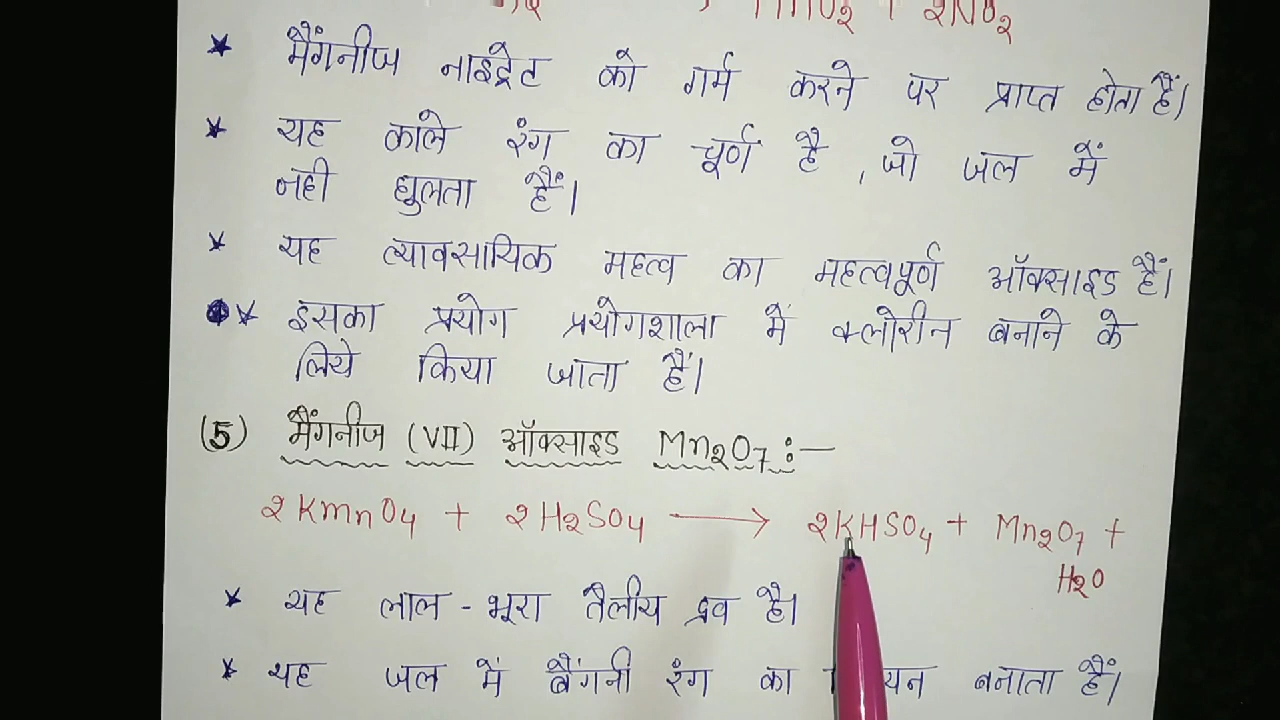 MnO₂ + 2NO₂
★ मैंगनीज नाइट्रेट को गर्म करने पर प्राप्त होता हैं।
★ यह काले रंग का चूर्ण है , जो जल में
नही घुलता हैं।
★ यह व्यावसायिक महत्व का महत्वपूर्ण ऑक्साइड हैं।
★ इसका प्रयोग प्रयोगशाला में क्लोरीन बनाने के
लिये किया जाता हैं।
(5) मैंगनीज (VII) ऑक्साइड Mn₂O₇ :—
2KmnO₄ + 2H₂SO₄ ⟶ 2KHSO₄ + Mn₂O₇ +
H₂O
★ यह लाल - भूरा तैलीय द्रव है।
★ यह जल में बैंगनी रंग का बनाता हैं।